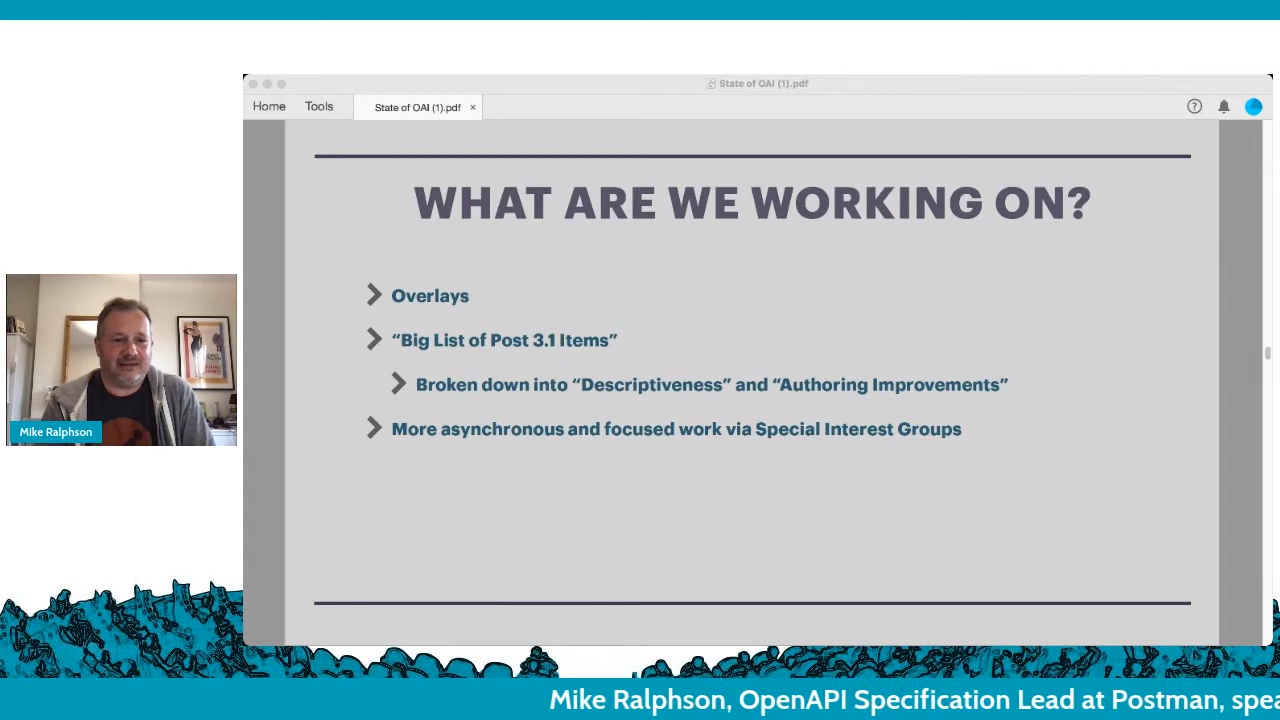 State of OAI (1).pdf
Home Tools State of OAI (1).pdf ×
WHAT ARE WE WORKING ON?
Overlays
“Big List of Post 3.1 Items”
Broken down into “Descriptiveness” and “Authoring Improvements”
More asynchronous and focused work via Special Interest Groups
Mike Ralphson
Mike Ralphson, OpenAPI Specification Lead at Postman, spea